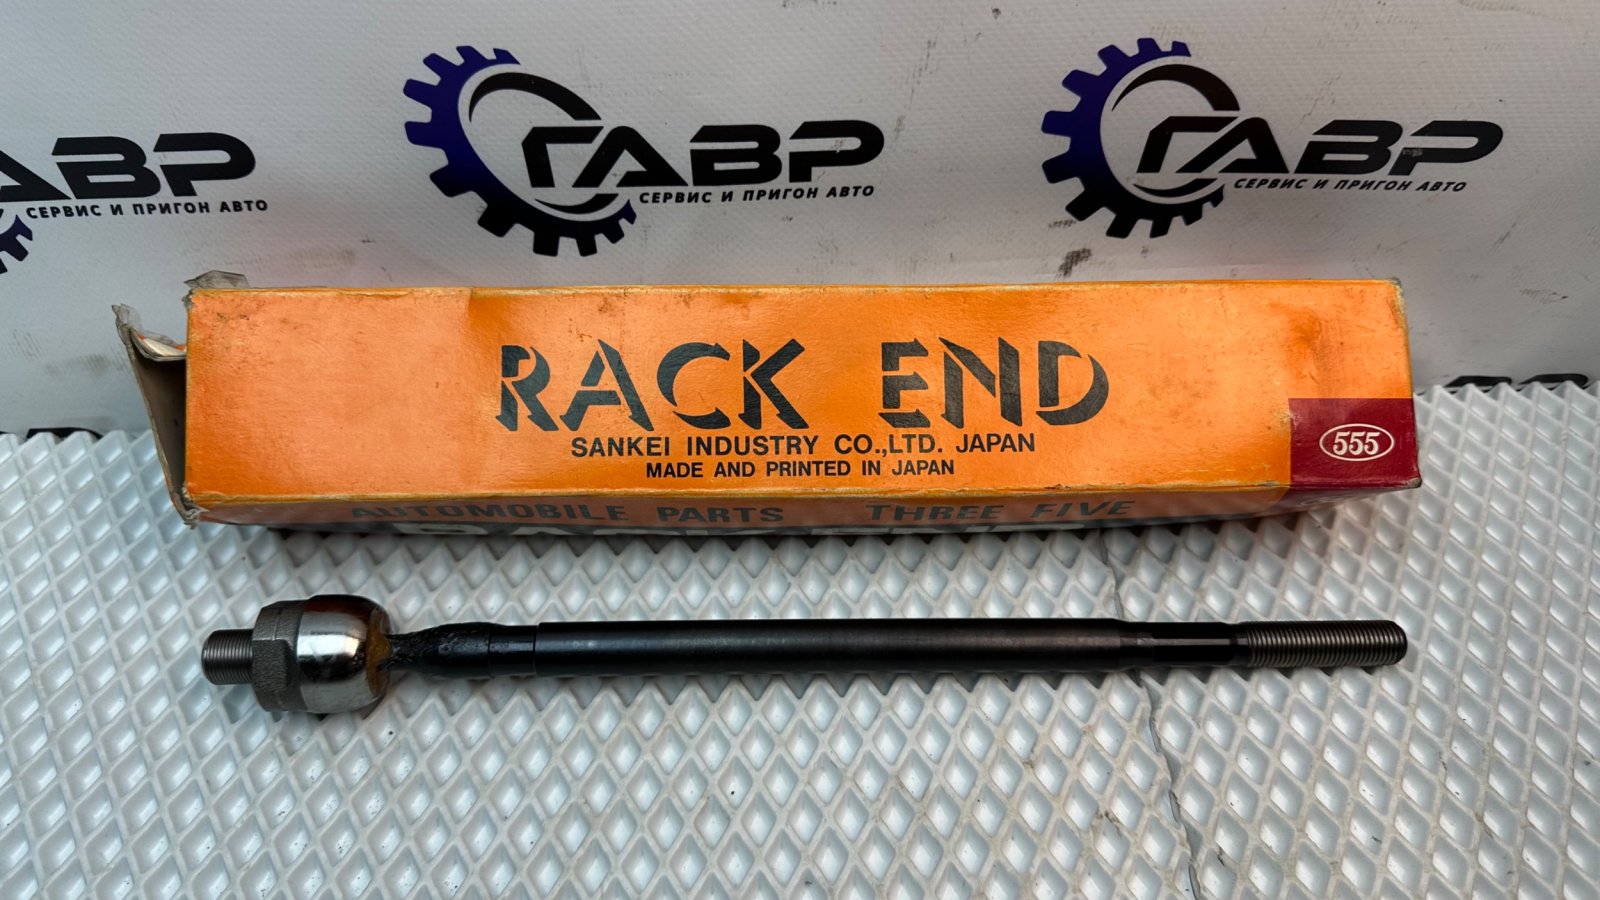 ГАВР
СЕРВИС И ПРИГОН АВТО
ГАВР
СЕРВИС И ПРИГОН АВТО
АВР
СЕРВИС И ПРИГОН АВТО
RACK END
SANKEI INDUSTRY CO.,LTD. JAPAN
MADE AND PRINTED IN JAPAN
555
AUTOMOBILE PARTS THREE FIVE